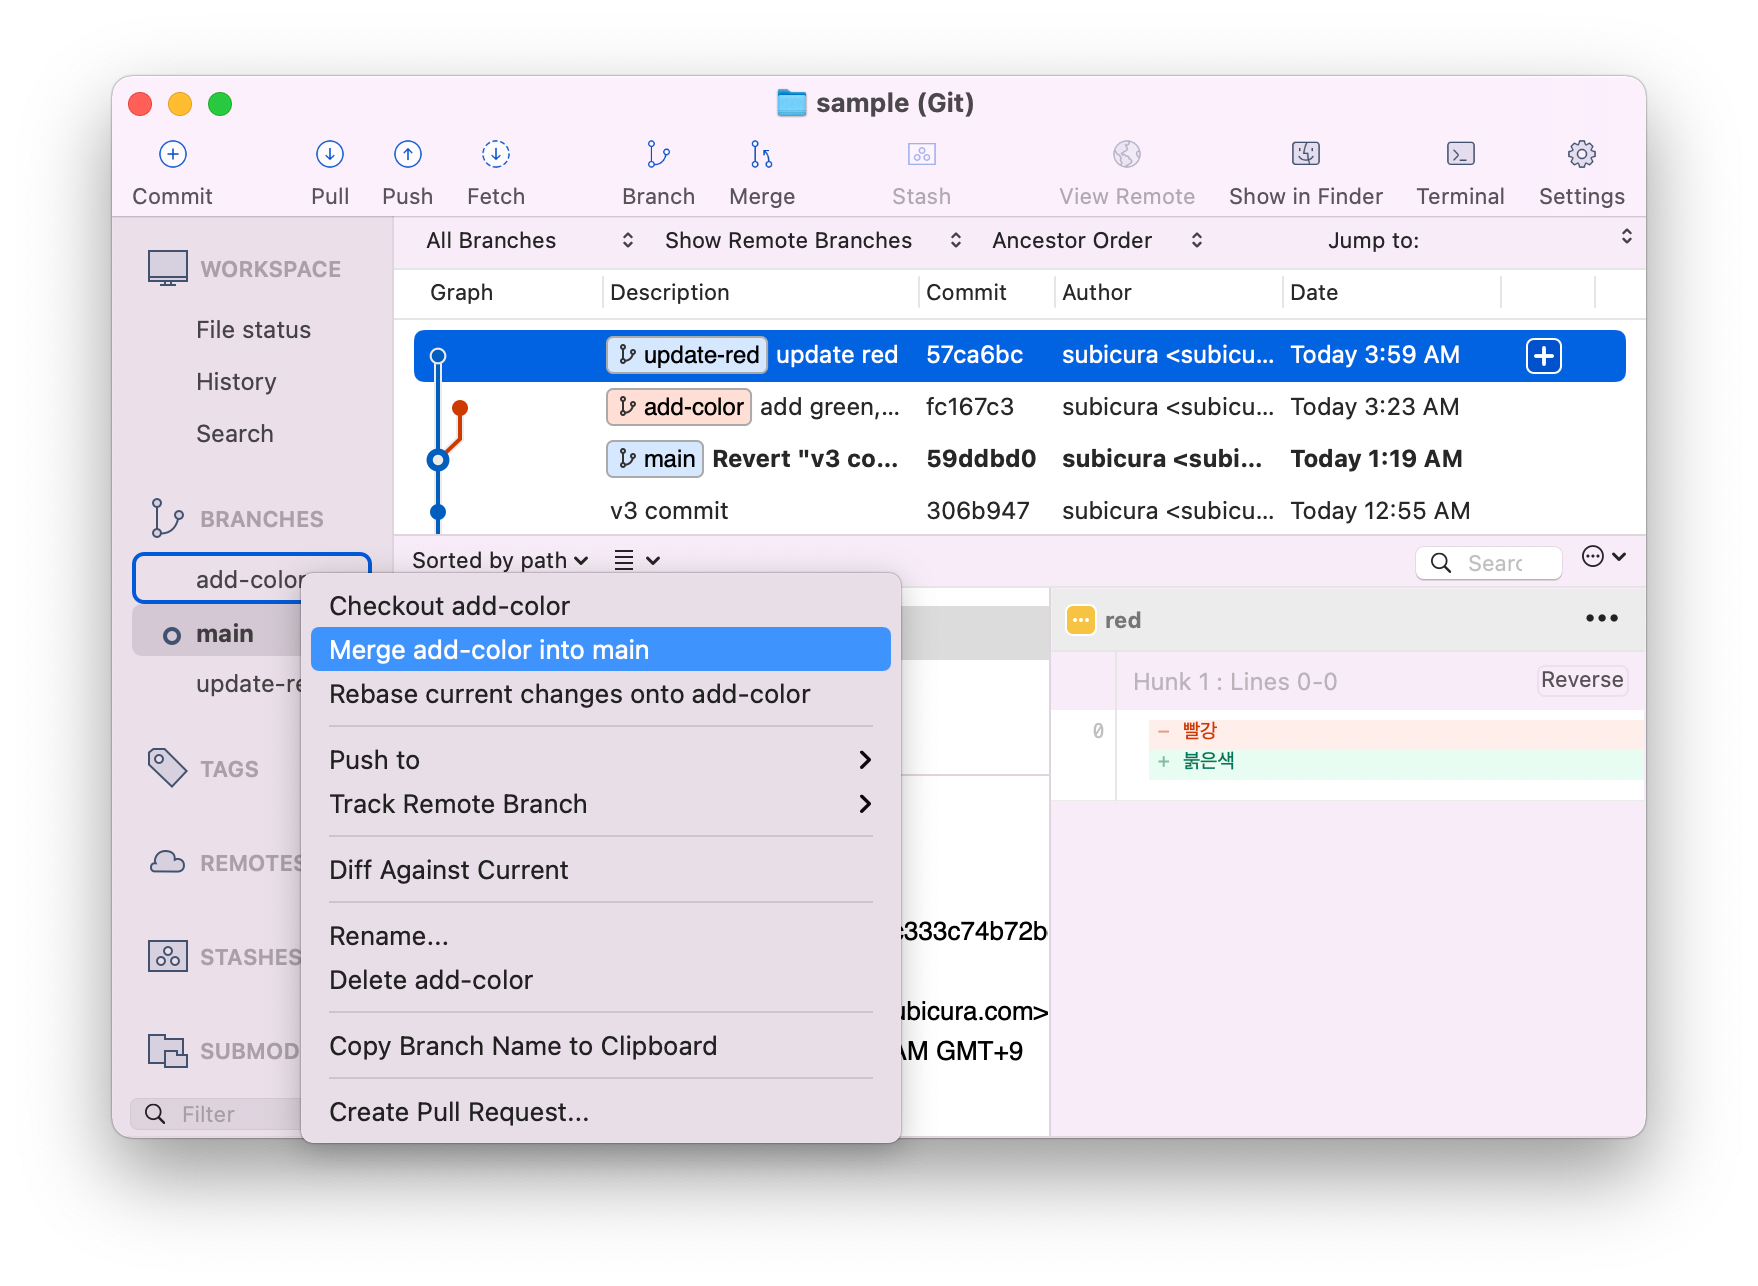 sample (Git)
Commit Pull Push Fetch Branch Merge Stash View Remote Show in Finder Terminal Settings
WORKSPACE
File status
History
Search
BRANCHES
add-color
main
update-re
TAGS
REMOTES
STASHES
SUBMOD
Filter
All Branches Show Remote Branches Ancestor Order Jump to:
Graph Description Commit Author Date
update-red update red 57ca6bc subicura <subicu... Today 3:59 AM
add-color add green,... fc167c3 subicura <subicu... Today 3:23 AM
main Revert "v3 co... 59ddbd0 subicura <subi... Today 1:19 AM
v3 commit 306b947 subicura <subicu... Today 12:55 AM
Sorted by path Searc
Checkout add-color
Merge add-color into main
Rebase current changes onto add-color
Push to
Track Remote Branch
Diff Against Current
Rename...
Delete add-color
Copy Branch Name to Clipboard
Create Pull Request...
c333c74b72b
ubicura.com>
AM GMT+9
red
Hunk 1 : Lines 0-0 Reverse
0 - 빨강
+ 붉은색